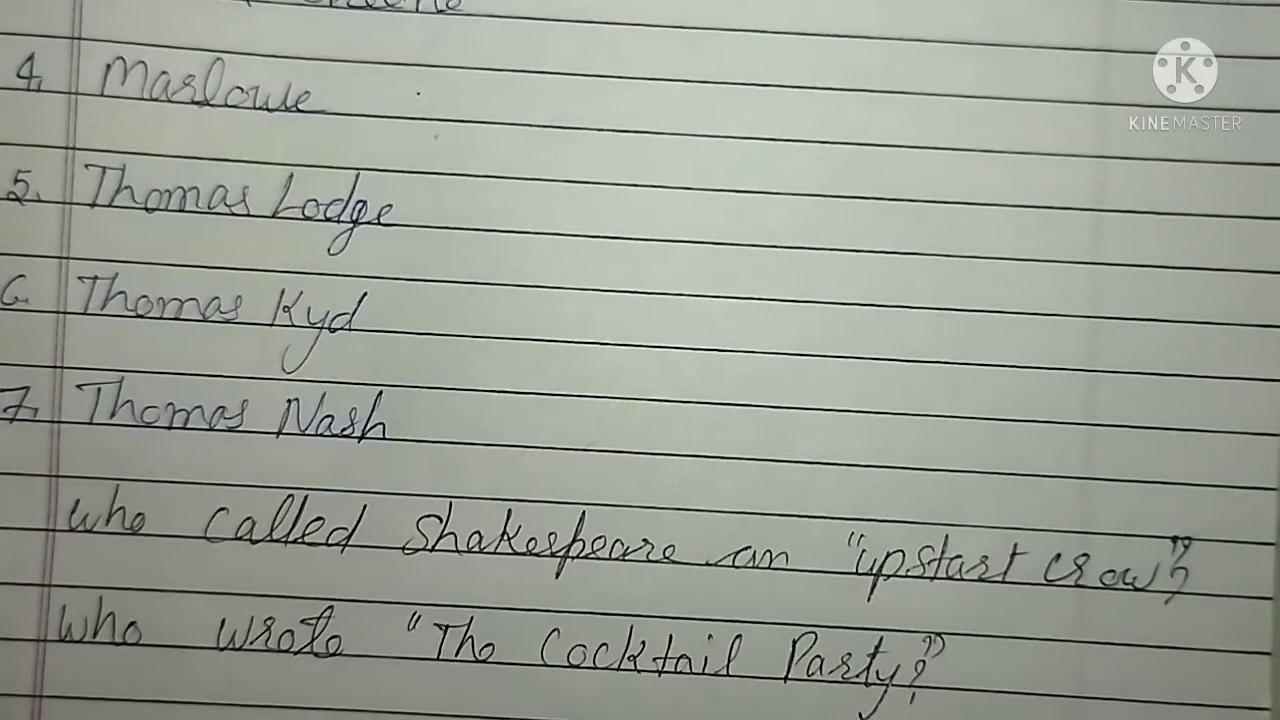 4. Marlowe
5. Thomas Lodge
6. Thomas Kyd
7. Thomas Nash
who called Shakespeare an "upstart crow"?
who wrote "The Cocktail Party?"
K
KINEMASTER